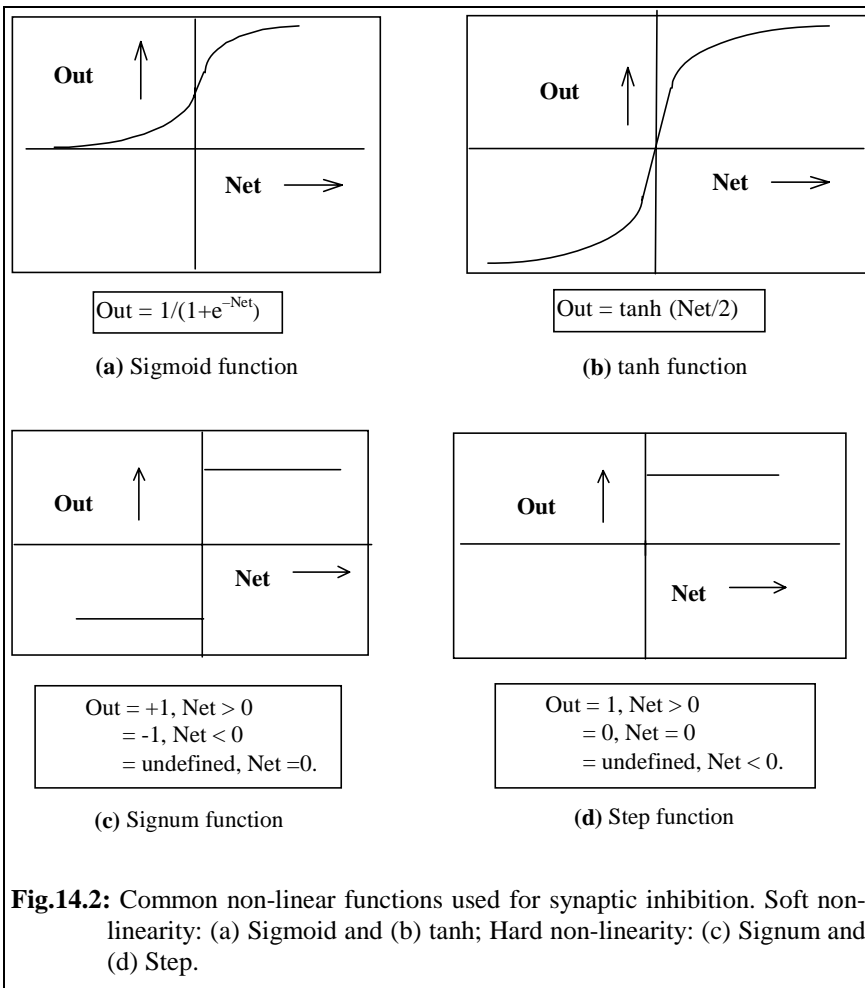 Out
Net
Out = 1/(1+e⁻ᴺᵉᵗ)
(a) Sigmoid function
Out
Net
Out = tanh (Net/2)
(b) tanh function
Out
Net
Out = +1, Net > 0
= -1, Net < 0
= undefined, Net =0.
(c) Signum function
Out
Net
Out = 1, Net > 0
= 0, Net = 0
= undefined, Net < 0.
(d) Step function
Fig.14.2: Common non-linear functions used for synaptic inhibition. Soft non-
linearity: (a) Sigmoid and (b) tanh; Hard non-linearity: (c) Signum and
(d) Step.